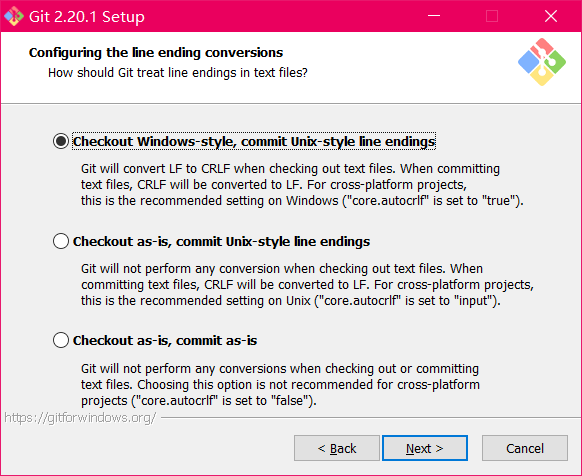 Git 2.20.1 Setup
Configuring the line ending conversions
How should Git treat line endings in text files?
Checkout Windows-style, commit Unix-style line endings
Git will convert LF to CRLF when checking out text files. When committing
text files, CRLF will be converted to LF. For cross-platform projects,
this is the recommended setting on Windows ("core.autocrlf" is set to "true").
Checkout as-is, commit Unix-style line endings
Git will not perform any conversion when checking out text files. When
committing text files, CRLF will be converted to LF. For cross-platform projects,
this is the recommended setting on Unix ("core.autocrlf" is set to "input").
Checkout as-is, commit as-is
Git will not perform any conversions when checking out or committing
text files. Choosing this option is not recommended for cross-platform
projects ("core.autocrlf" is set to "false").
https://gitforwindows.org/
< Back
Next >
Cancel